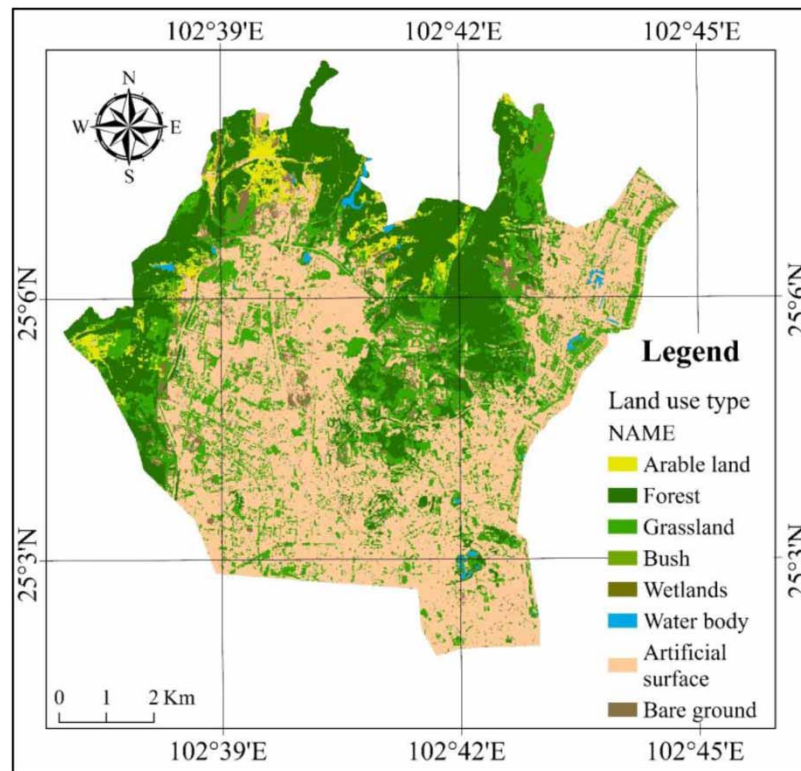 102°39'E 102°42'E 102°45'E
N
W E
S
25°6'N 25°6'N
Legend
Land use type
NAME
Arable land
Forest
Grassland
Bush
Wetlands
Water body
Artificial
surface
Bare ground
25°3'N 25°3'N
0 1 2 Km
102°39'E 102°42'E 102°45'E